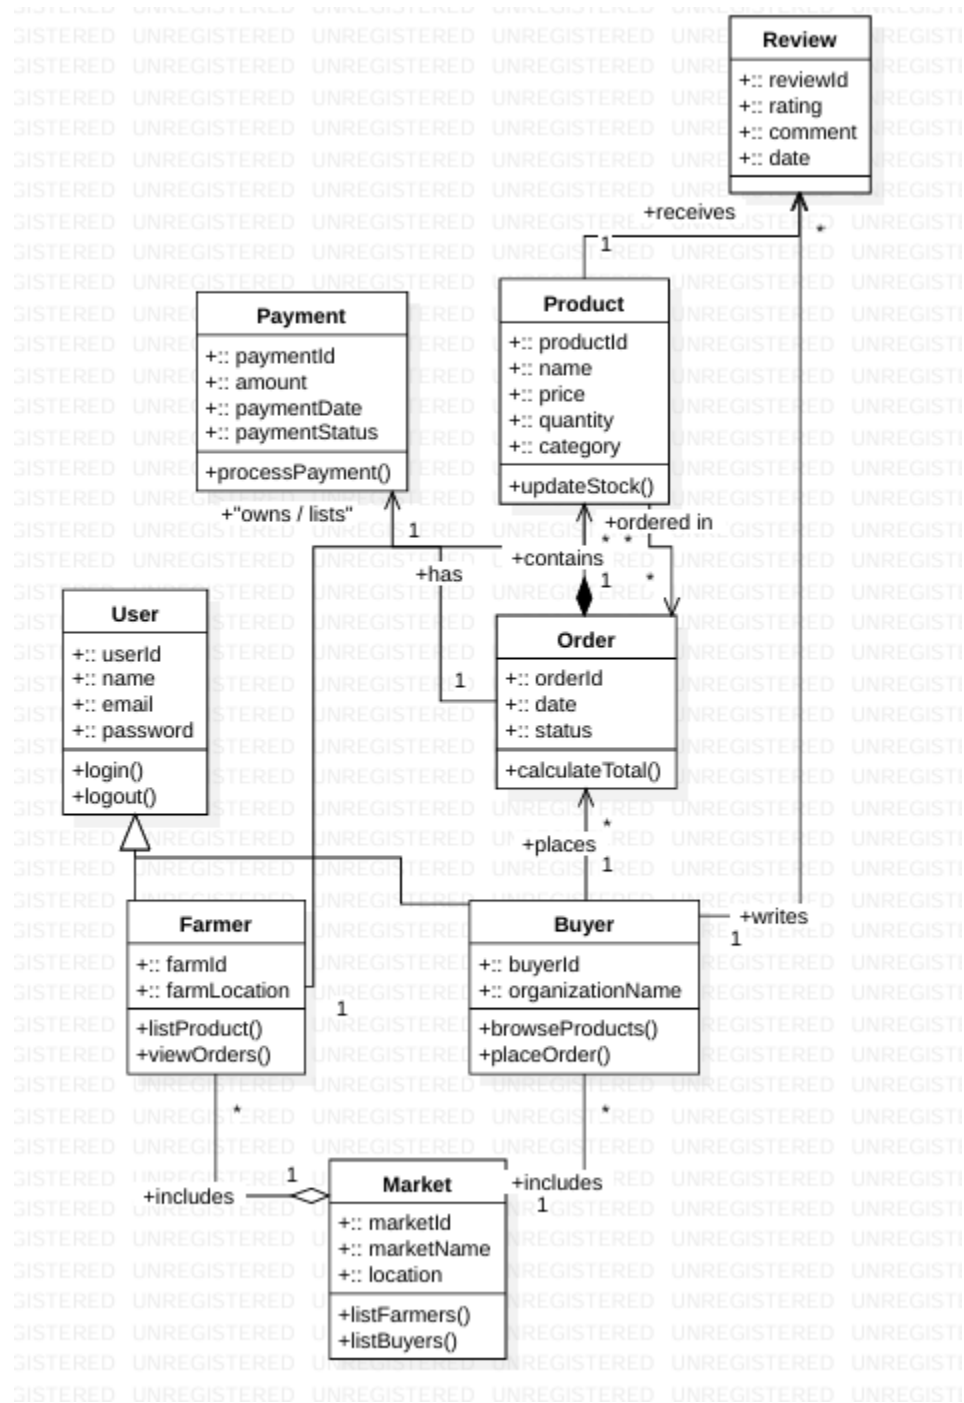 Review
+:: reviewId
+:: rating
+:: comment
+:: date
+receives
1
*
Product
+:: productId
+:: name
+:: price
+:: quantity
+:: category
+updateStock()
Payment
+:: paymentId
+:: amount
+:: paymentDate
+:: paymentStatus
+processPayment()
+"owns / lists"
1
+has
1
+ordered in
* *
+contains
1
*
User
+:: userId
+:: name
+:: email
+:: password
+login()
+logout()
Order
+:: orderId
+:: date
+:: status
+calculateTotal()
*
+places
1
Farmer
+:: farmId
+:: farmLocation
+listProduct()
+viewOrders()
1
Buyer
+:: buyerId
+:: organizationName
+browseProducts()
+placeOrder()
+writes
1
*
*
1
+includes
Market
+:: marketId
+:: marketName
+:: location
+listFarmers()
+listBuyers()
+includes
1
UNREGISTERED